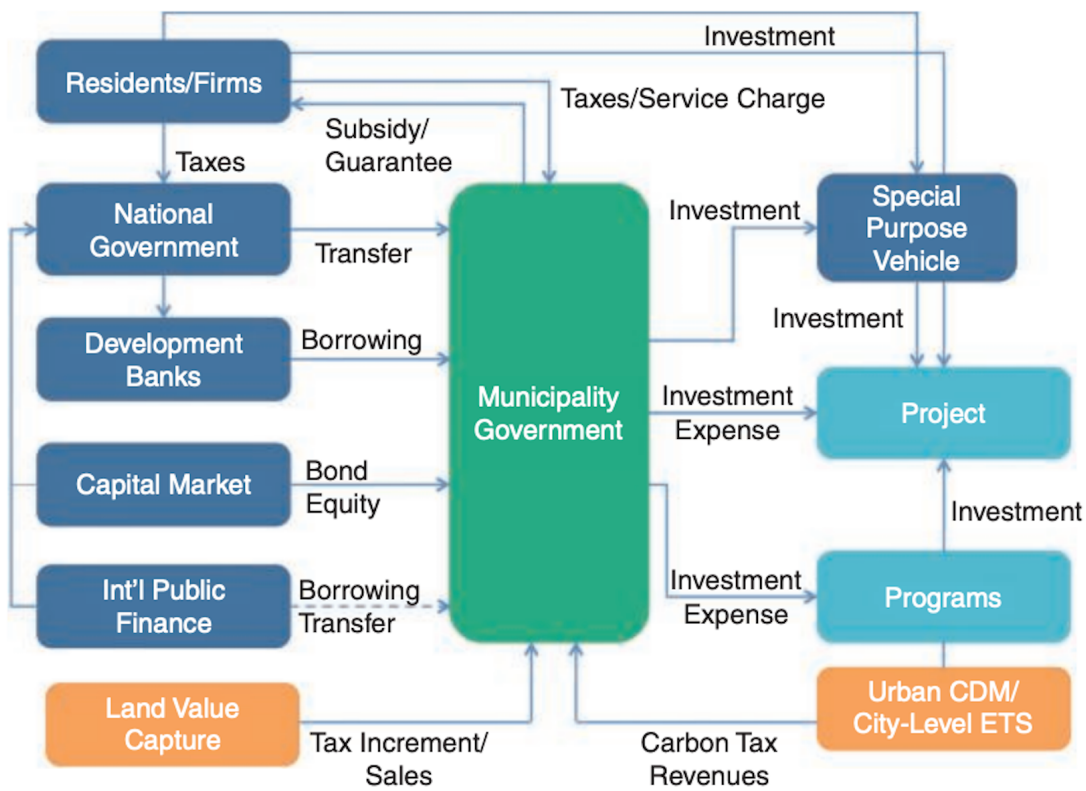 Investment
Residents/Firms
Taxes/Service Charge
Subsidy/
Guarantee
Taxes
National
Government
Transfer
Investment
Special
Purpose
Vehicle
Development
Banks
Borrowing
Investment
Municipality
Government
Investment
Expense
Project
Capital Market
Bond
Equity
Investment
Int'l Public
Finance
Borrowing
Transfer
Investment
Expense
Programs
Land Value
Capture
Tax Increment/
Sales
Carbon Tax
Revenues
Urban CDM/
City-Level ETS